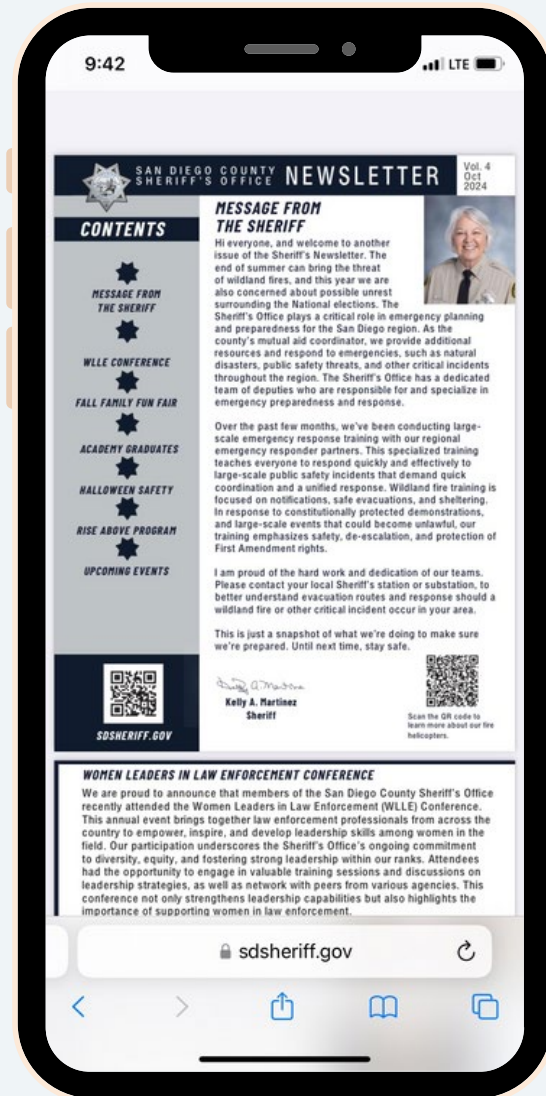 9:42
LTE
SAN DIEGO COUNTY
SHERIFF'S OFFICE
NEWSLETTER
Vol. 4
Oct
2024
CONTENTS
MESSAGE FROM
THE SHERIFF
WLLE CONFERENCE
FALL FAMILY FUN FAIR
ACADEMY GRADUATES
HALLOWEEN SAFETY
RISE ABOVE PROGRAM
UPCOMING EVENTS
SDSHERIFF.GOV
MESSAGE FROM
THE SHERIFF
Hi everyone, and welcome to another
issue of the Sheriff's Newsletter. The
end of summer can bring the threat
of wildland fires, and this year we are
also concerned about possible unrest
surrounding the National elections. The
Sheriff's Office plays a critical role in emergency planning
and preparedness for the San Diego region. As the
county's mutual aid coordinator, we provide additional
resources and respond to emergencies, such as natural
disasters, public safety threats, and other critical incidents
throughout the region. The Sheriff's Office has a dedicated
team of deputies who are responsible for and specialize in
emergency preparedness and response.
Over the past few months, we've been conducting large-
scale emergency response training with our regional
emergency responder partners. This specialized training
teaches everyone to respond quickly and effectively to
large-scale public safety incidents that demand quick
coordination and a unified response. Wildland fire training is
focused on notifications, safe evacuations, and sheltering.
In response to constitutionally protected demonstrations,
and large-scale events that could become unlawful, our
training emphasizes safety, de-escalation, and protection of
First Amendment rights.
I am proud of the hard work and dedication of our teams.
Please contact your local Sheriff's station or substation, to
better understand evacuation routes and response should a
wildland fire or other critical incident occur in your area.
This is just a snapshot of what we're doing to make sure
we're prepared. Until next time, stay safe.
Kelly A. Martinez
Sheriff
Scan the QR code to
learn more about our fire
helicopters.
WOMEN LEADERS IN LAW ENFORCEMENT CONFERENCE
We are proud to announce that members of the San Diego County Sheriff's Office
recently attended the Women Leaders in Law Enforcement (WLLE) Conference.
This annual event brings together law enforcement professionals from across the
country to empower, inspire, and develop leadership skills among women in the
field. Our participation underscores the Sheriff's Office's ongoing commitment
to diversity, equity, and fostering strong leadership within our ranks. Attendees
had the opportunity to engage in valuable training sessions and discussions on
leadership strategies, as well as network with peers from various agencies. This
conference not only strengthens leadership capabilities but also highlights the
importance of supporting women in law enforcement.
sdsheriff.gov